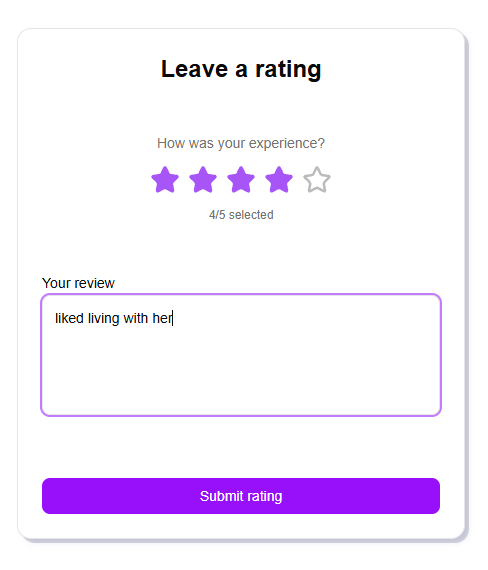 Leave a rating
How was your experience?
4/5 selected
Your review
liked living with her
Submit rating